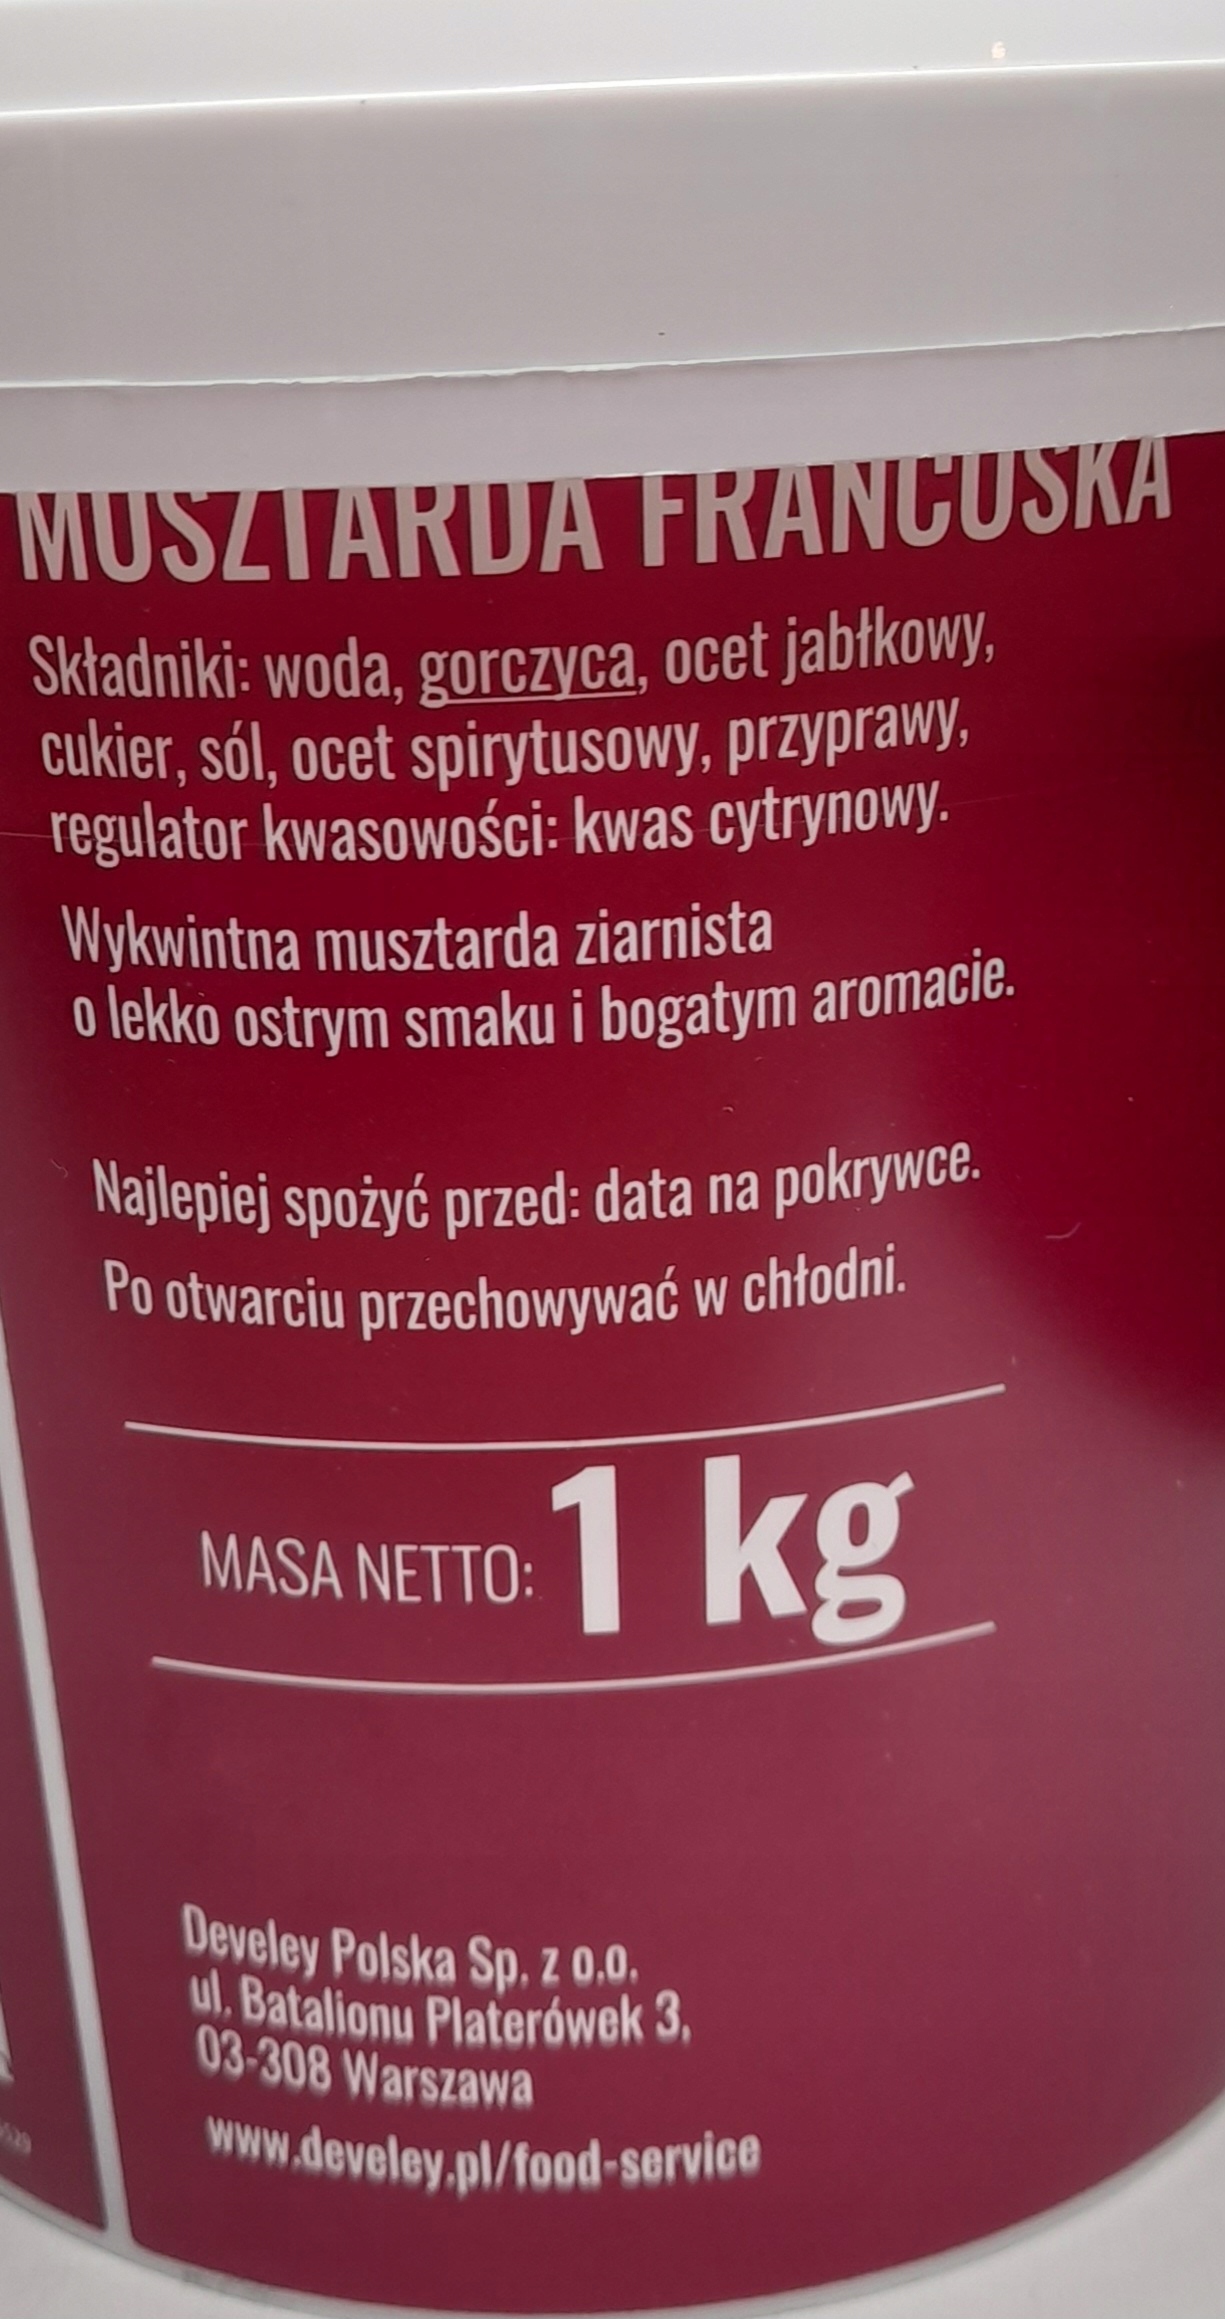 MUSZTARDA FRANCUSKA
Składniki: woda, gorczyca, ocet jabłkowy,
cukier, sól, ocet spirytusowy, przyprawy,
regulator kwasowości: kwas cytrynowy.
Wykwintna musztarda ziarnista
o lekko ostrym smaku i bogatym aromacie.
Najlepiej spożyć przed: data na pokrywce.
Po otwarciu przechowywać w chłodni.
MASA NETTO: 1 kg
Develey Polska Sp. z o.o.
ul. Batalionu Platerówek 3,
03-308 Warszawa
www.develey.pl/food-service